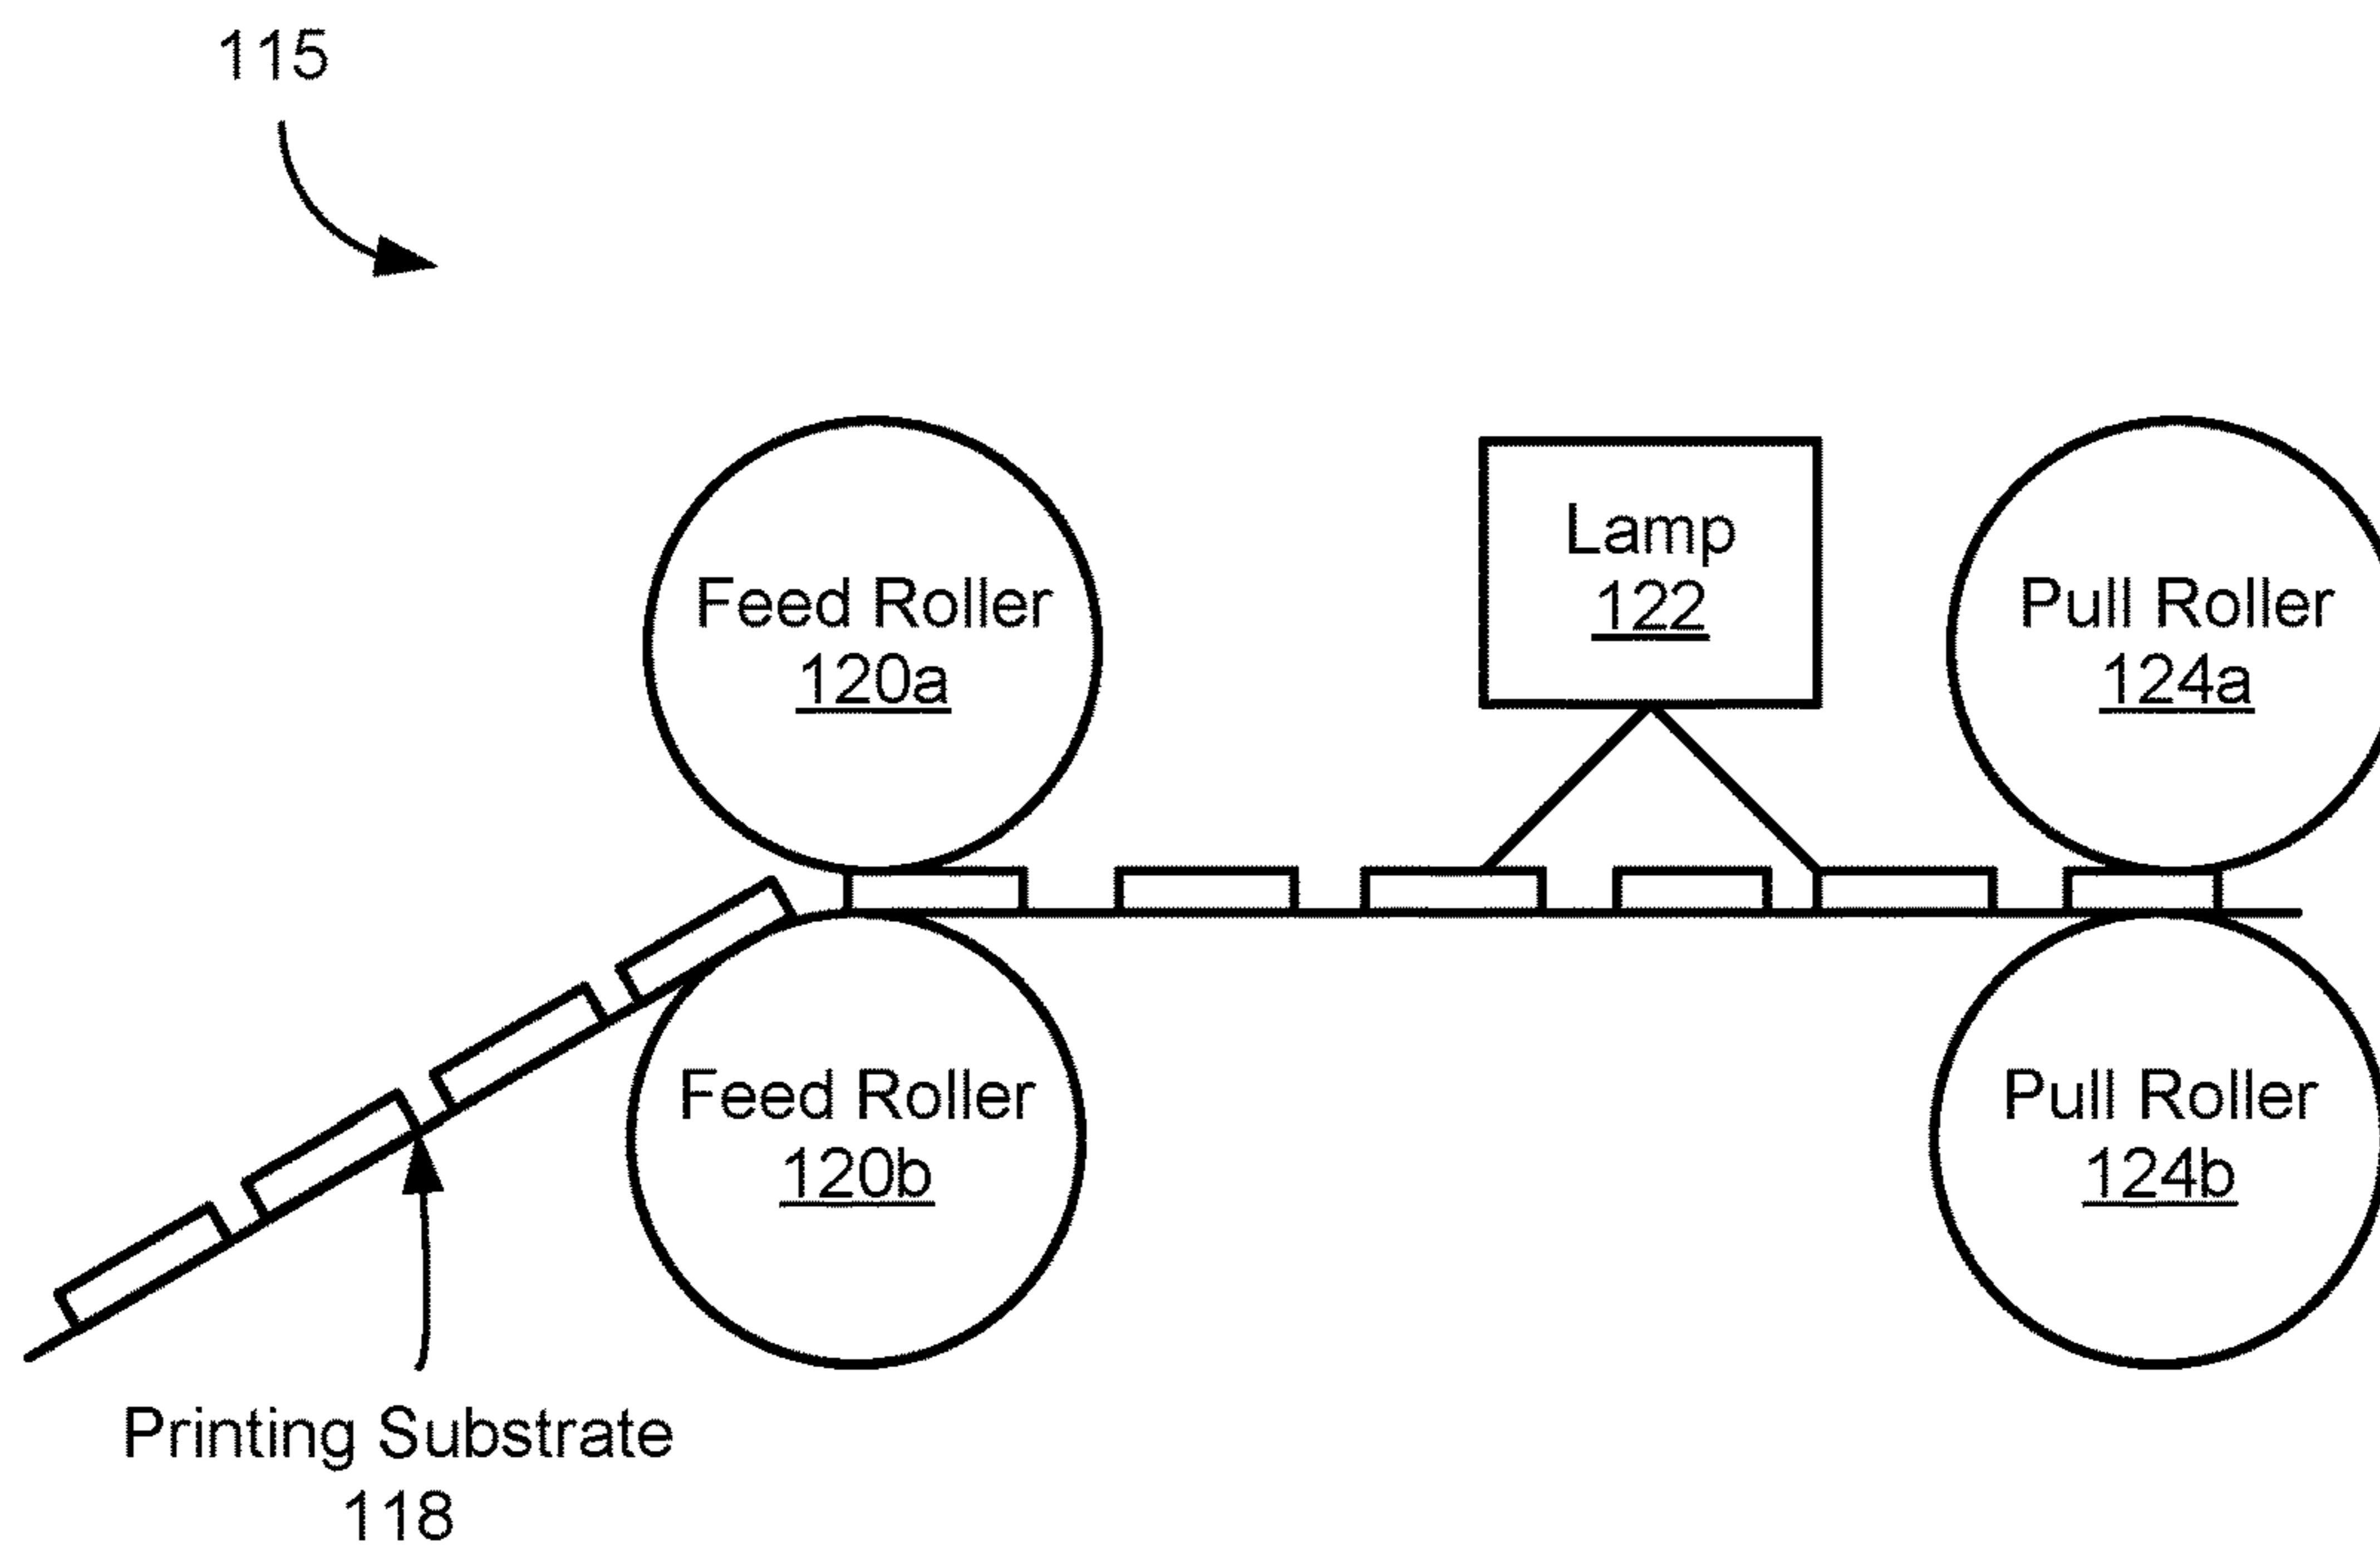 115
Feed Roller
120a
Lamp
122
Pull Roller
124a
Feed Roller
120b
Pull Roller
124b
Printing Substrate
118